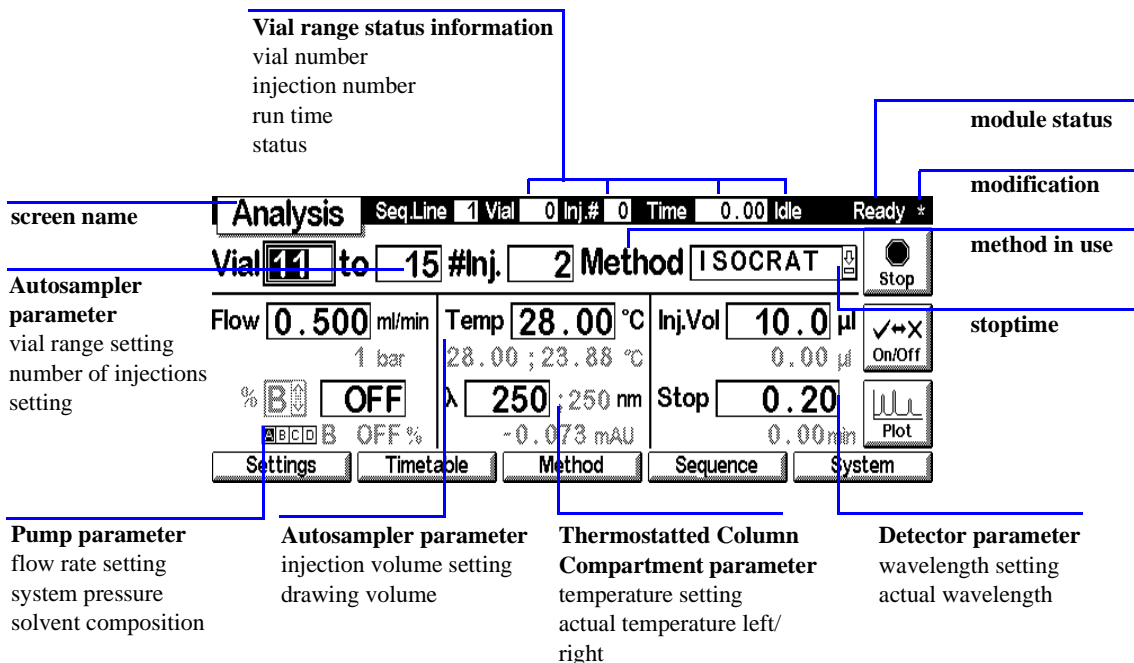 Vial range status information
vial number
injection number
run time
status
module status
modification
method in use
stoptime
screen name
Autosampler
parameter
vial range setting
number of injections
setting
Analysis Seq.Line 1 Vial 0 Inj.# 0 Time 0.00 Idle Ready *
Vial 11 to 15 #Inj. 2 Method ISOCRAT
Stop
Flow 0.500 ml/min Temp 28.00 °C Inj.Vol 10.0 µl
On/Off
1 bar 28.00 ; 23.88 °C 0.00 µl
% B OFF λ 250 ; 250 nm Stop 0.20
Plot
A B C D B OFF % -0.073 mAU 0.00 min
Settings Timetable Method Sequence System
Pump parameter
flow rate setting
system pressure
solvent composition
Autosampler parameter
injection volume setting
drawing volume
Thermostatted Column
Compartment parameter
temperature setting
actual temperature left/
right
Detector parameter
wavelength setting
actual wavelength